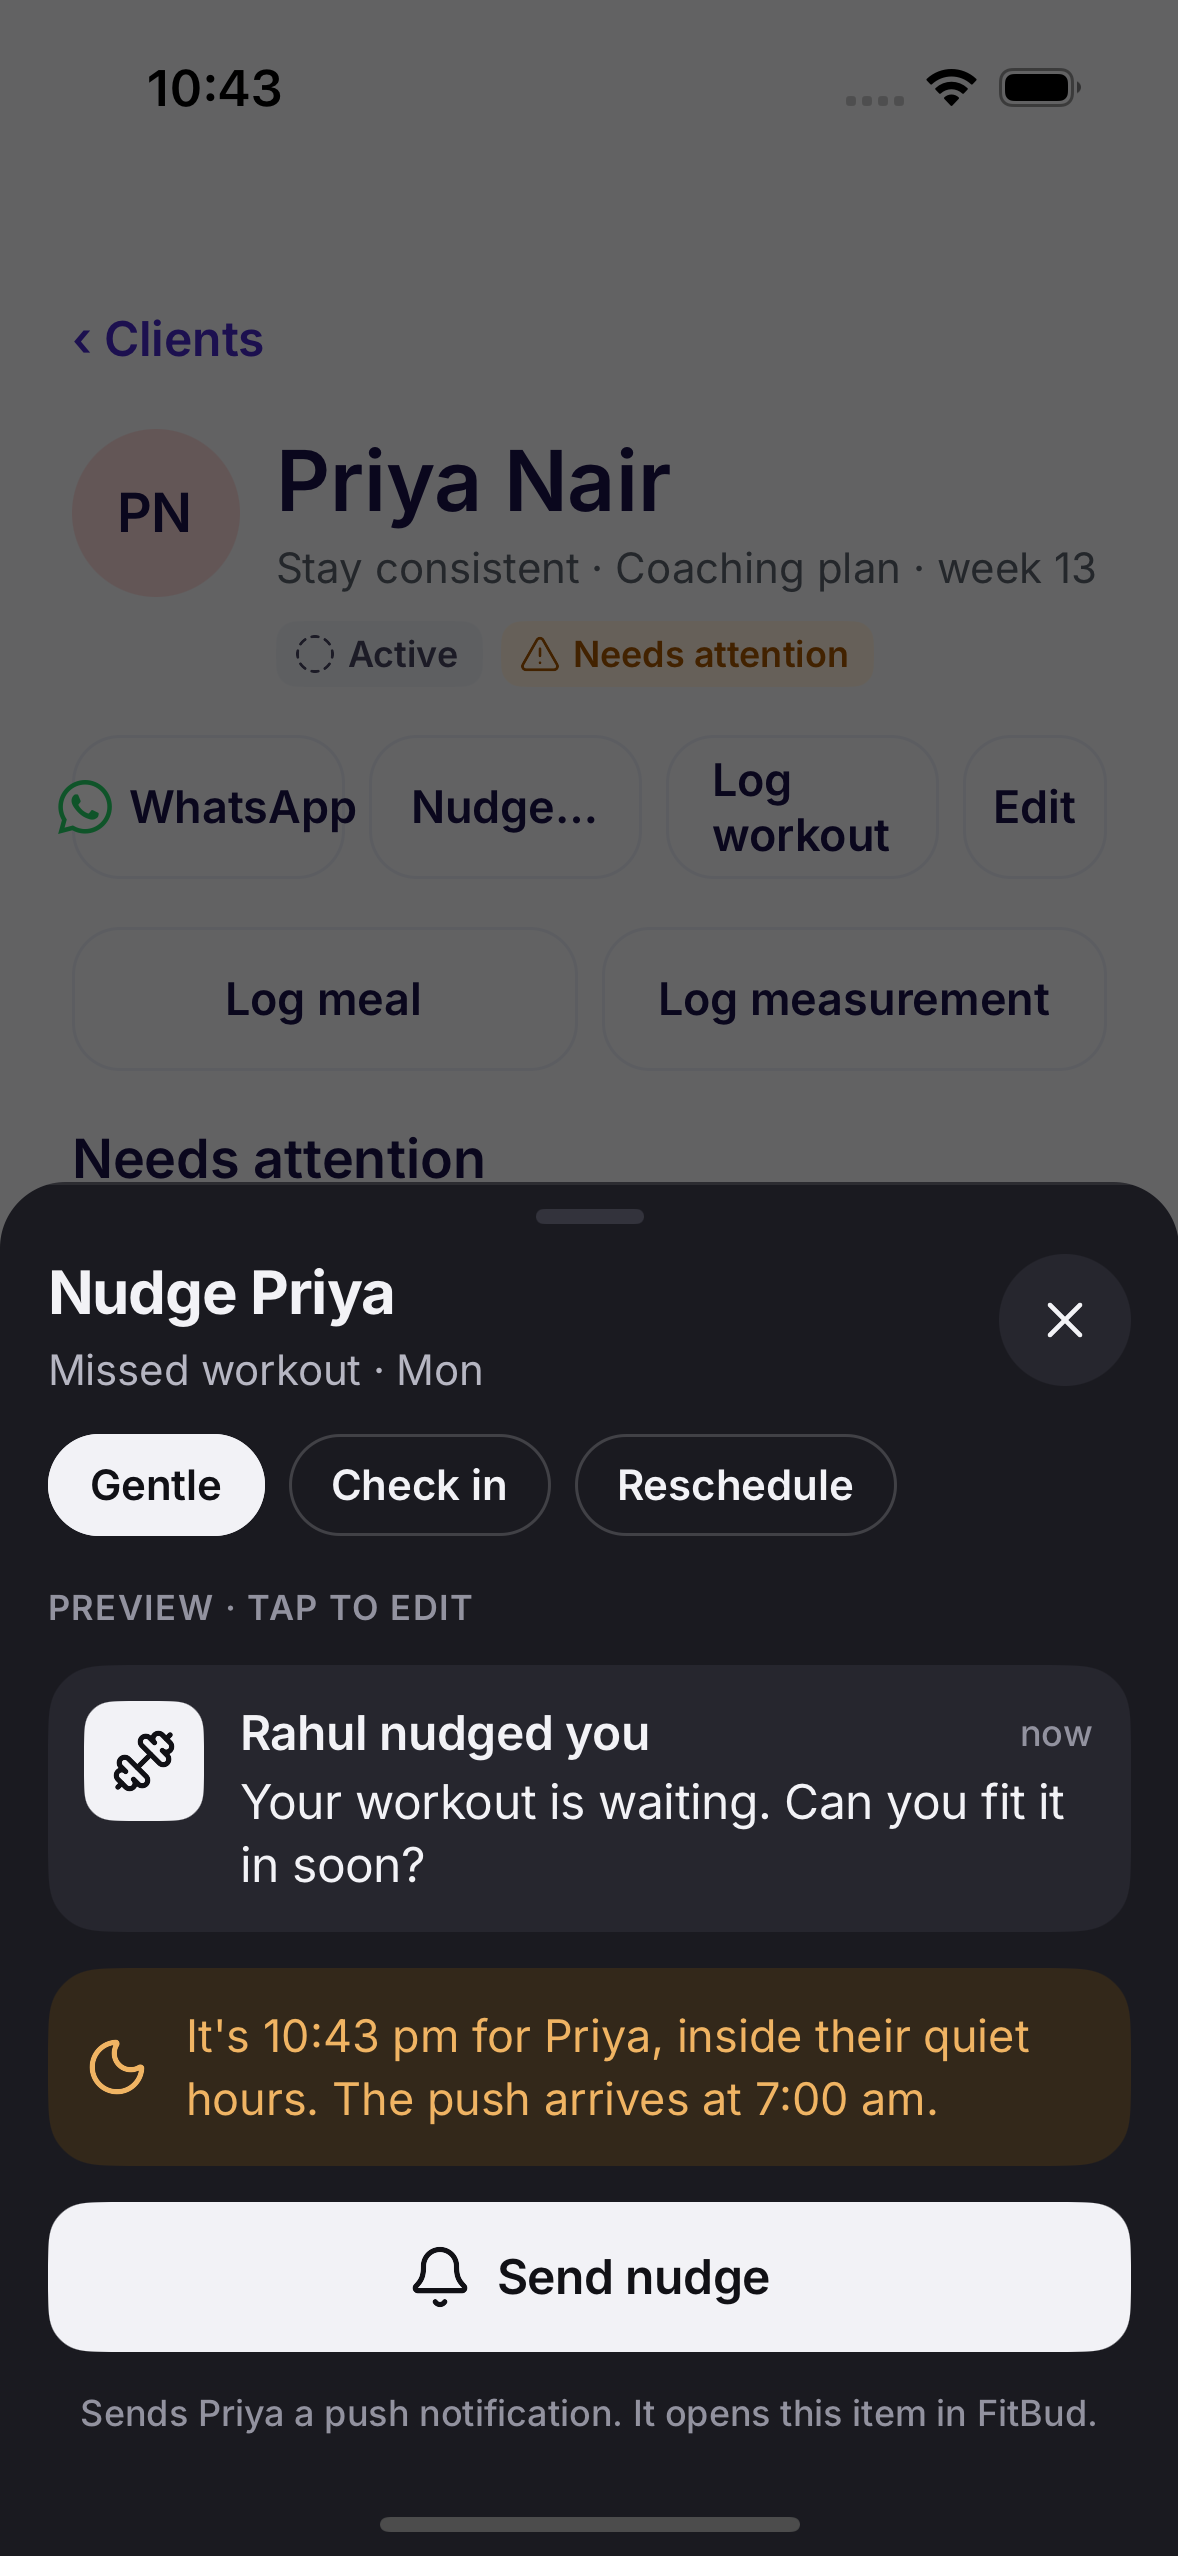 10:43
‹ Clients
PN
Priya Nair
Stay consistent · Coaching plan · week 13
Active
Needs attention
WhatsApp
Nudge...
Log
workout
Edit
Log meal
Log measurement
Needs attention
Nudge Priya
Missed workout · Mon
Gentle
Check in
Reschedule
PREVIEW · TAP TO EDIT
Rahul nudged you
now
Your workout is waiting. Can you fit it
in soon?
It's 10:43 pm for Priya, inside their quiet
hours. The push arrives at 7:00 am.
Send nudge
Sends Priya a push notification. It opens this item in FitBud.